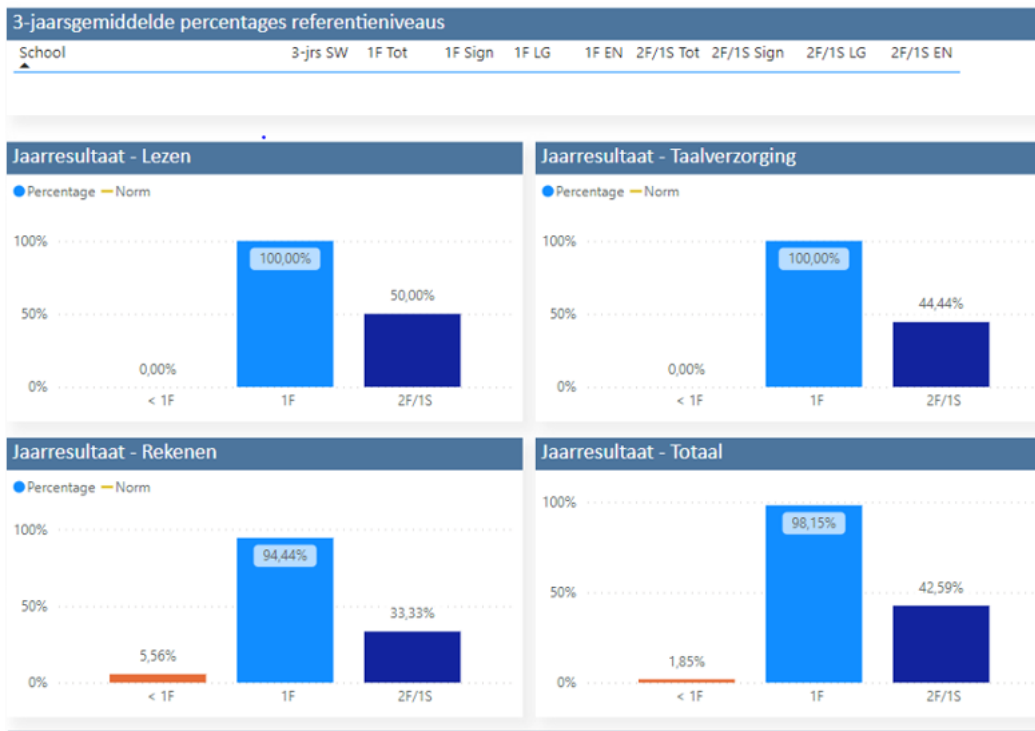 3-jaarsgemiddelde percentages referentieniveaus
School 3-jrs SW 1F Tot 1F Sign 1F LG 1F EN 2F/1S Tot 2F/1S Sign 2F/1S LG 2F/1S EN
Jaarresultaat - Lezen
Percentage Norm
100%
100,00%
50,00%
50%
0,00%
0%
< 1F 1F 2F/1S
Jaarresultaat - Taalverzorging
Percentage Norm
100%
100,00%
44,44%
50%
0,00%
0%
< 1F 1F 2F/1S
Jaarresultaat - Rekenen
Percentage Norm
100%
94,44%
50%
33,33%
5,56%
0%
< 1F 1F 2F/1S
Jaarresultaat - Totaal
100%
98,15%
50%
42,59%
1,85%
0%
< 1F 1F 2F/1S